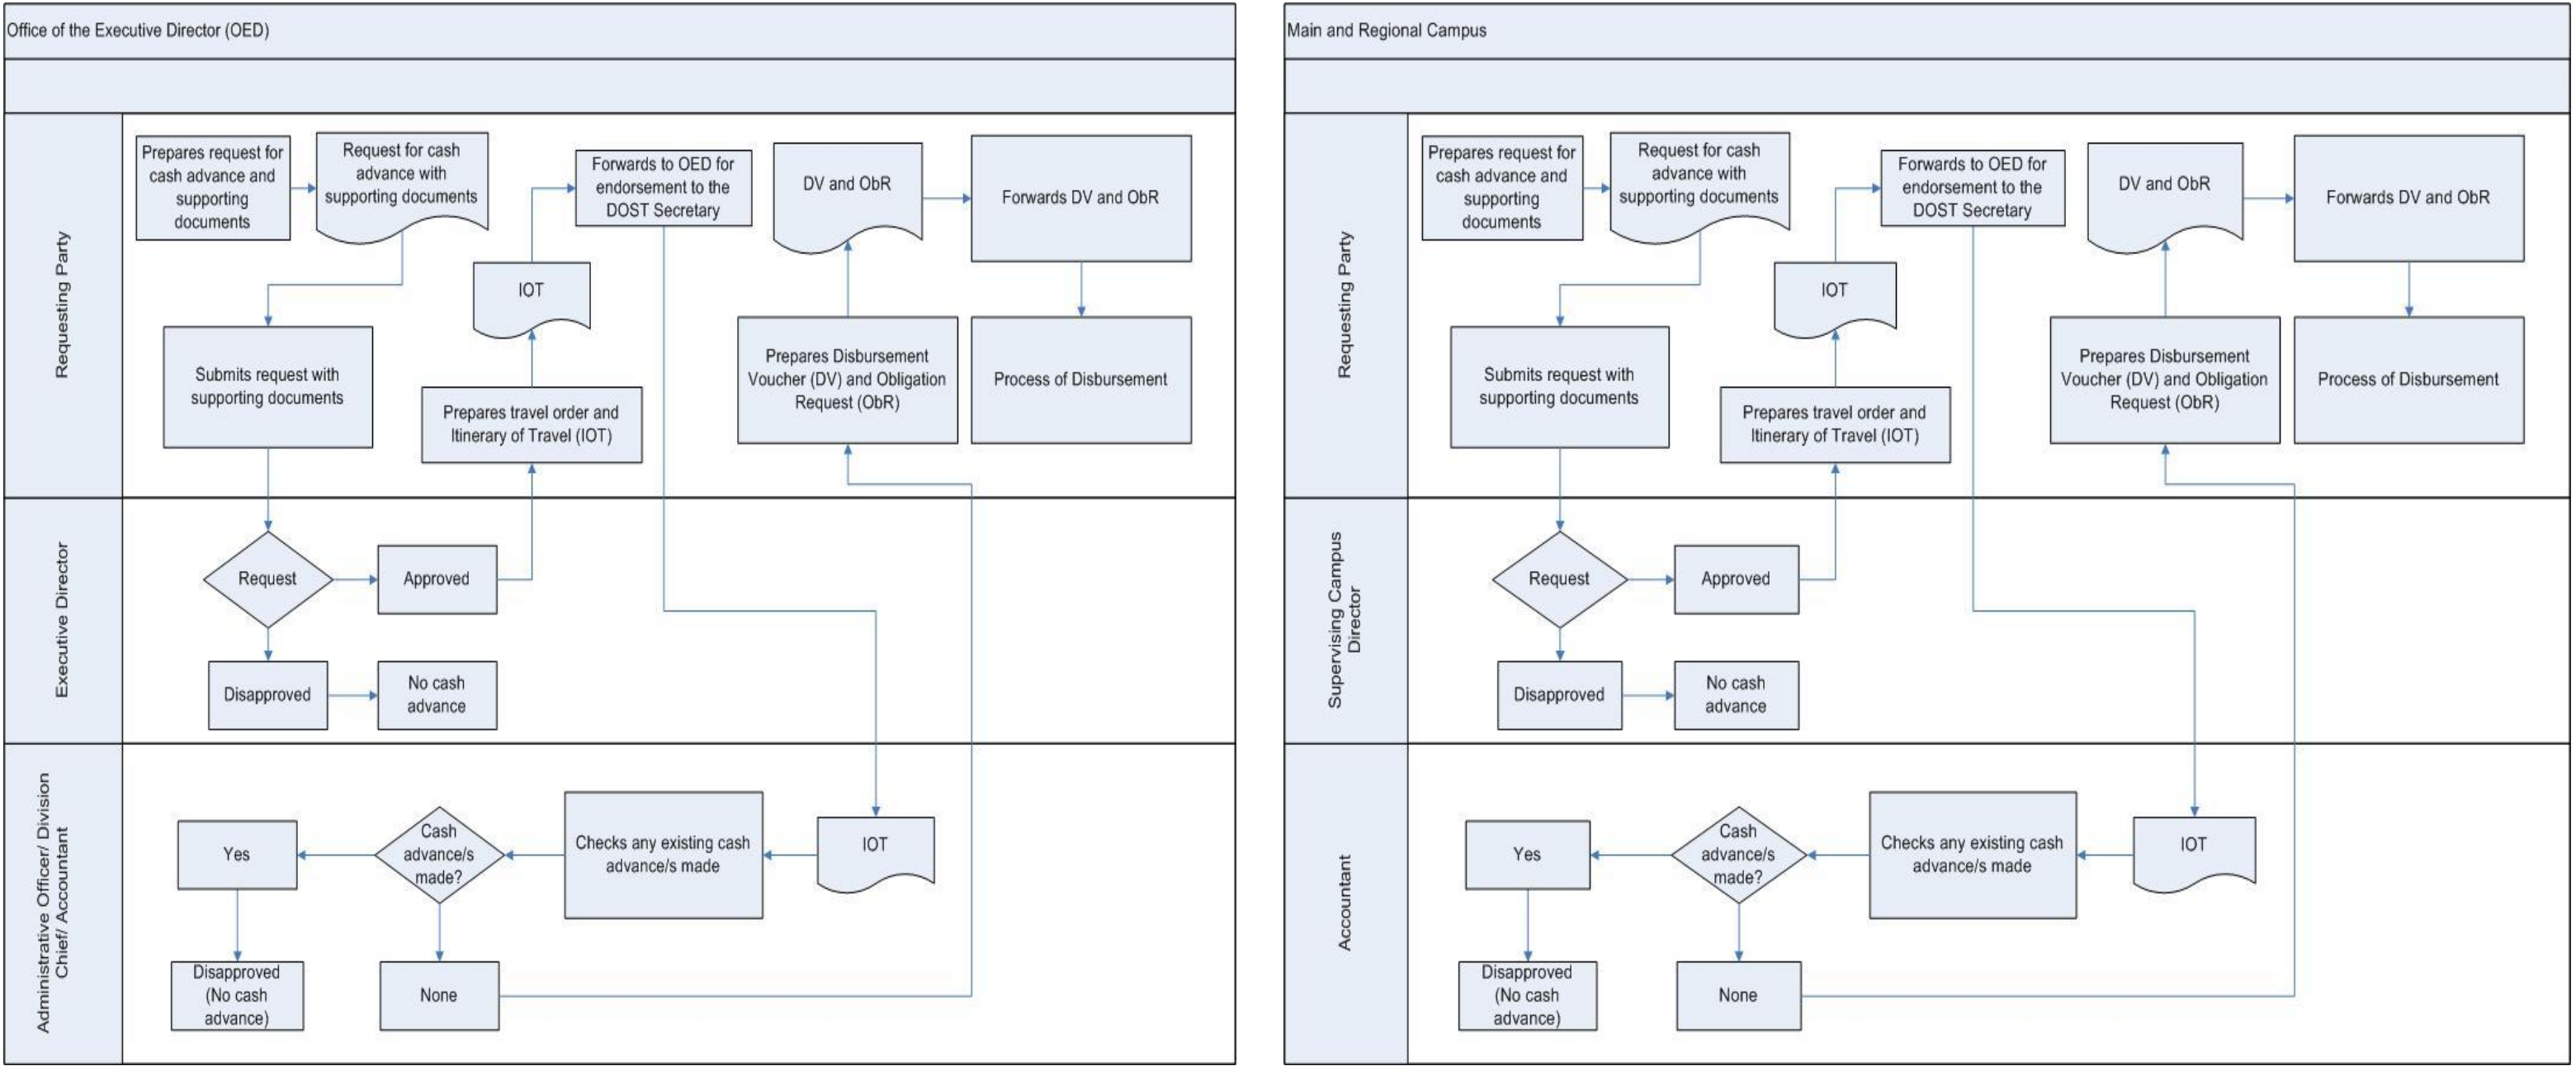 Office of the Executive Director (OED)
Requesting Party
Prepares request for
cash advance and
supporting
documents
Request for cash
advance with
supporting documents
Submits request with
supporting documents
IOT
Prepares travel order and
Itinerary of Travel (IOT)
Forwards to OED for
endorsement to the
DOST Secretary
DV and ObR
Prepares Disbursement
Voucher (DV) and Obligation
Request (ObR)
Forwards DV and ObR
Process of Disbursement
Executive Director
Request
Approved
Disapproved
No cash
advance
Administrative Officer/ Division
Chief/ Accountant
Yes
Cash
advance/s
made?
Checks any existing cash
advance/s made
IOT
Disapproved
(No cash
advance)
None
Main and Regional Campus
Requesting Party
Prepares request for
cash advance and
supporting
documents
Request for cash
advance with
supporting documents
Submits request with
supporting documents
IOT
Prepares travel order and
Itinerary of Travel (IOT)
Forwards to OED for
endorsement to the
DOST Secretary
DV and ObR
Prepares Disbursement
Voucher (DV) and Obligation
Request (ObR)
Forwards DV and ObR
Process of Disbursement
Supervising Campus
Director
Request
Approved
Disapproved
No cash
advance
Accountant
Yes
Cash
advance/s
made?
Checks any existing cash
advance/s made
IOT
Disapproved
(No cash
advance)
None